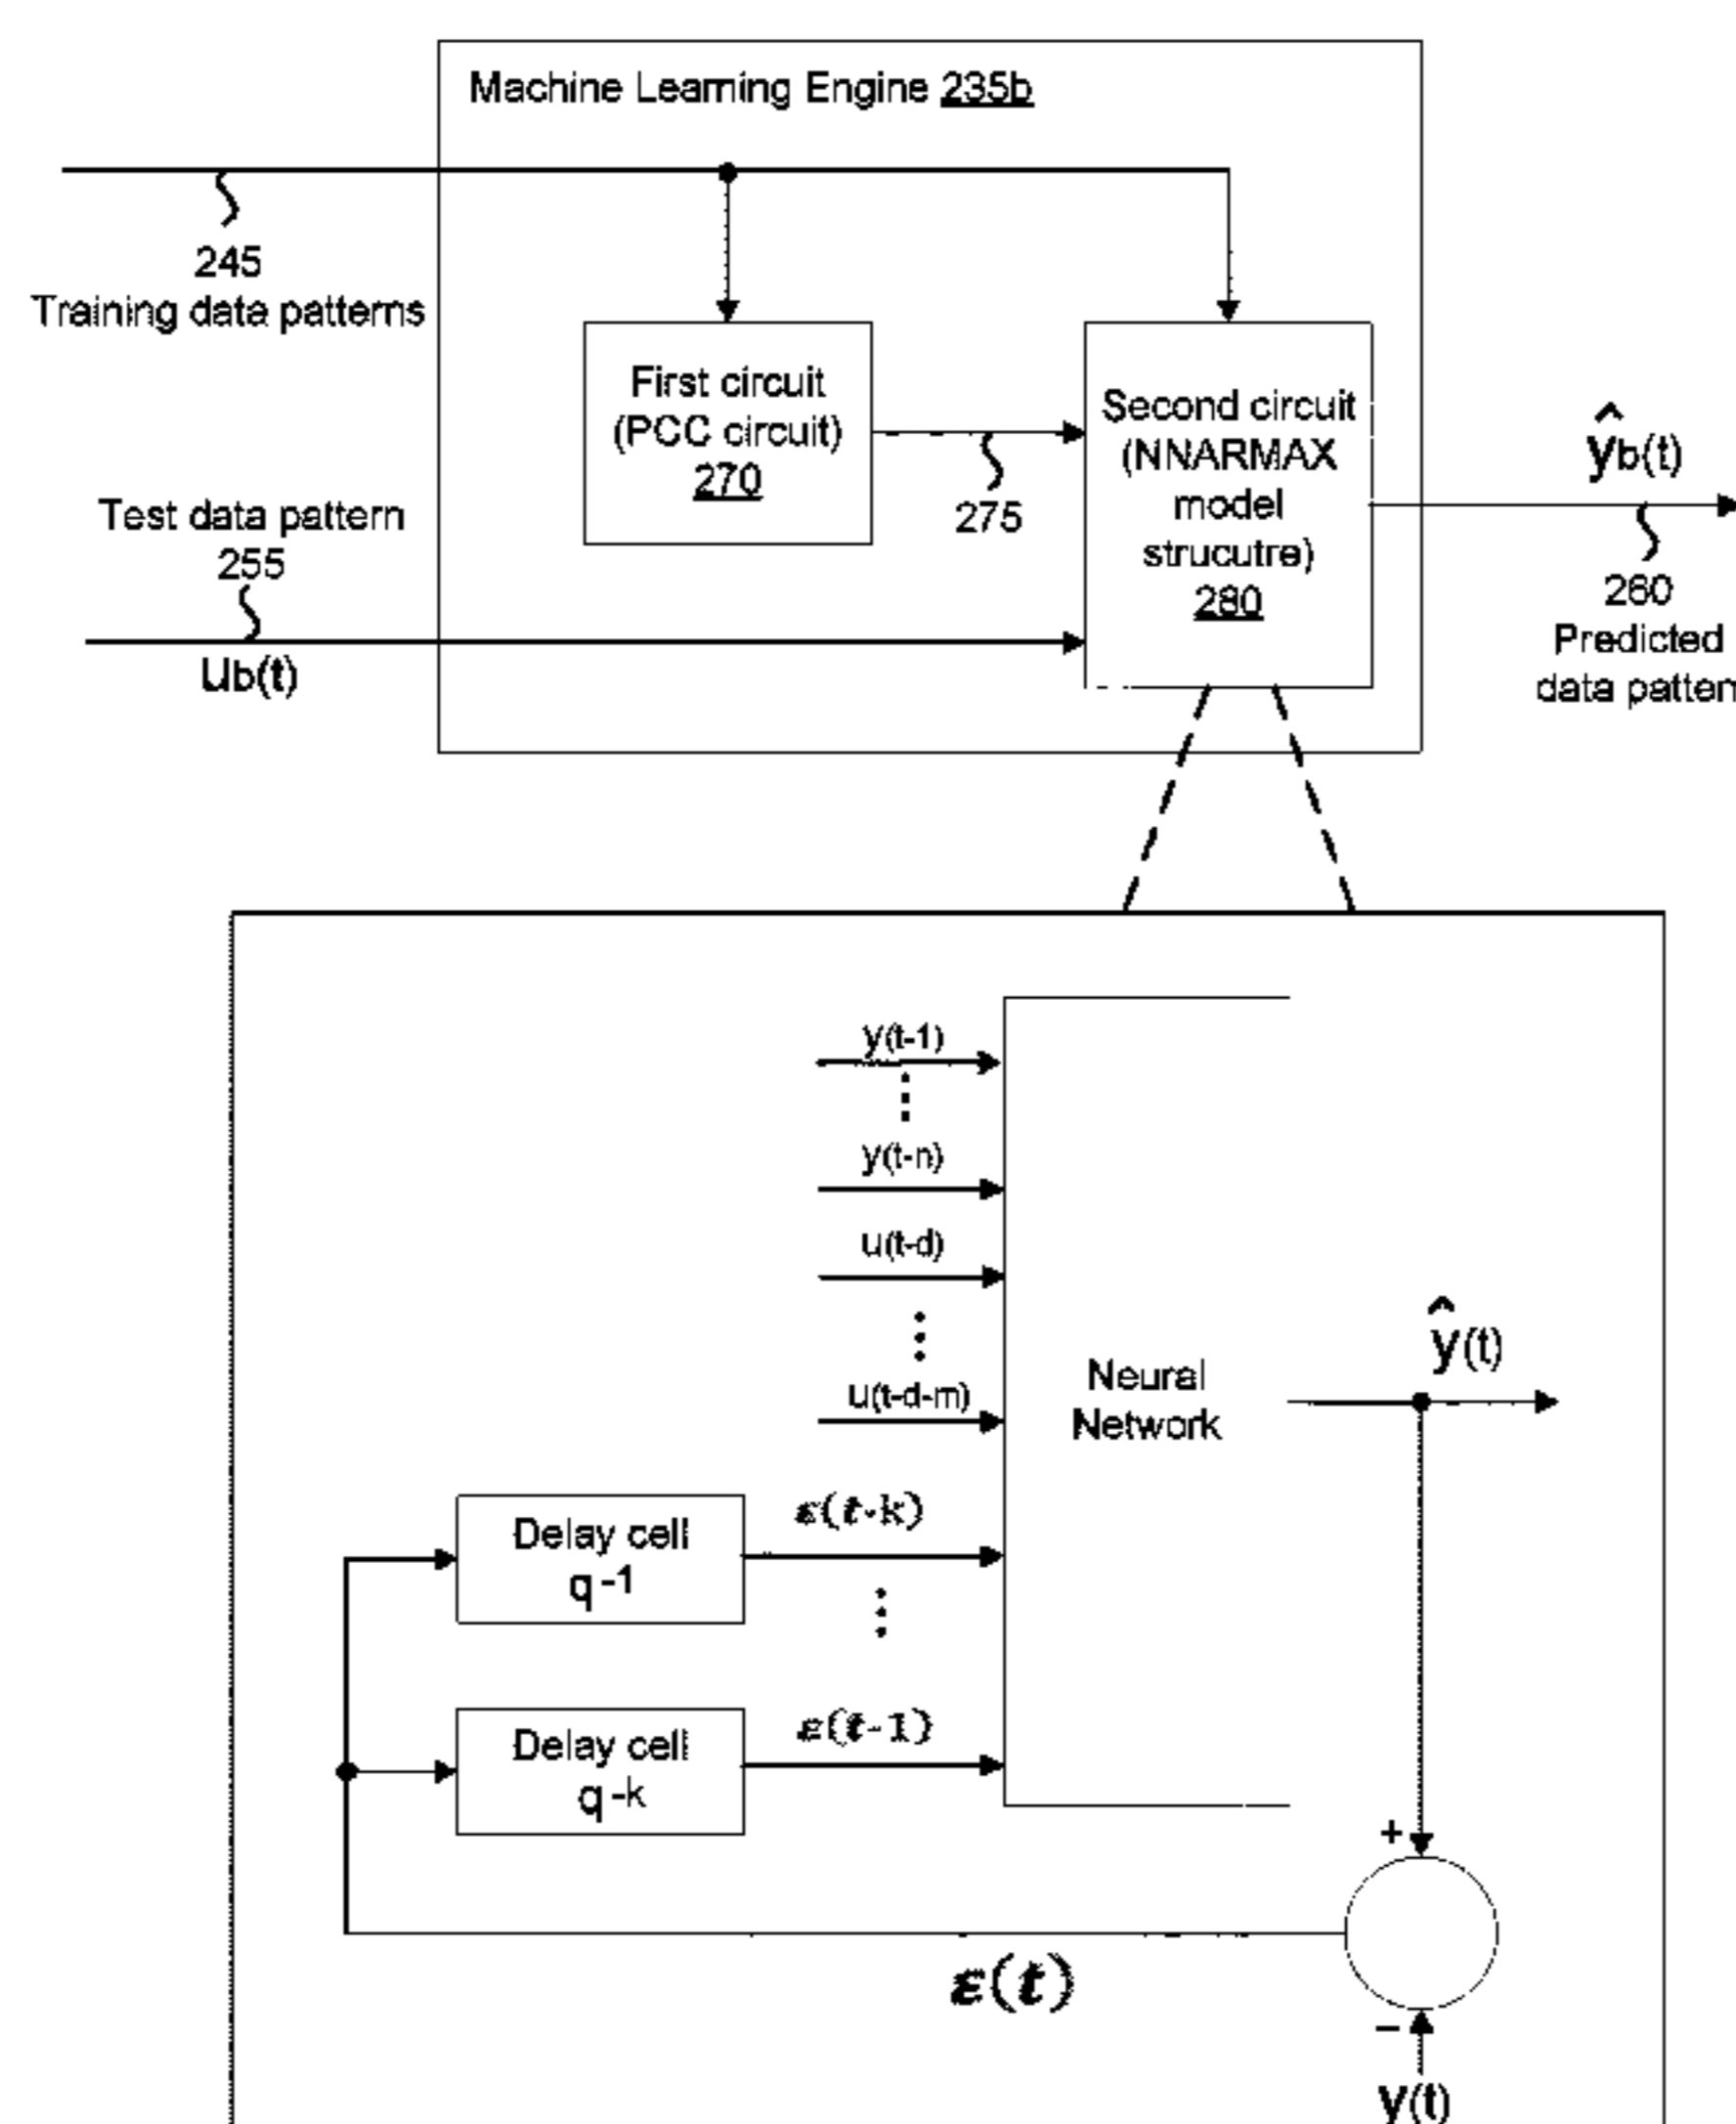 Machine Learning Engine 235b
245
Training data patterns
First circuit
(PCC circuit)
270
275
Second circuit
(NNARMAX
model
strucutre)
280
ŷb(t)
260
Predicted
data pattern
Test data pattern
255
ub(t)
y(t-1)
y(t-n)
u(t-d)
u(t-d-m)
Neural
Network
ŷ(t)
Delay cell
q-1
ε(t-k)
Delay cell
q-k
ε(t-1)
+
ε(t)
−
y(t)